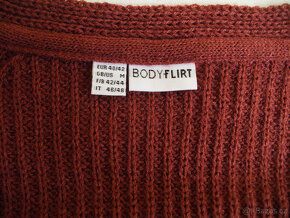 EUR 40/42
GB/US M
F/B 42/44
IT 46/48
BODYFLIRT